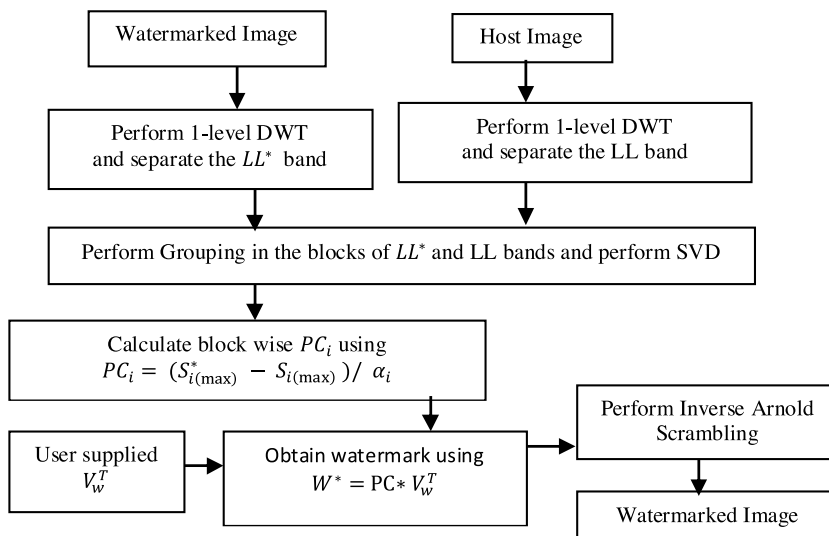 Watermarked Image
Host Image
Perform 1-level DWT
and separate the LL* band
Perform 1-level DWT
and separate the LL band
Perform Grouping in the blocks of LL* and LL bands and perform SVD
Calculate block wise PC_i using
PC_i = (S*_i(max) − S_i(max))/ α_i
User supplied
V_w^T
Obtain watermark using
W* = PC* V_w^T
Perform Inverse Arnold
Scrambling
Watermarked Image